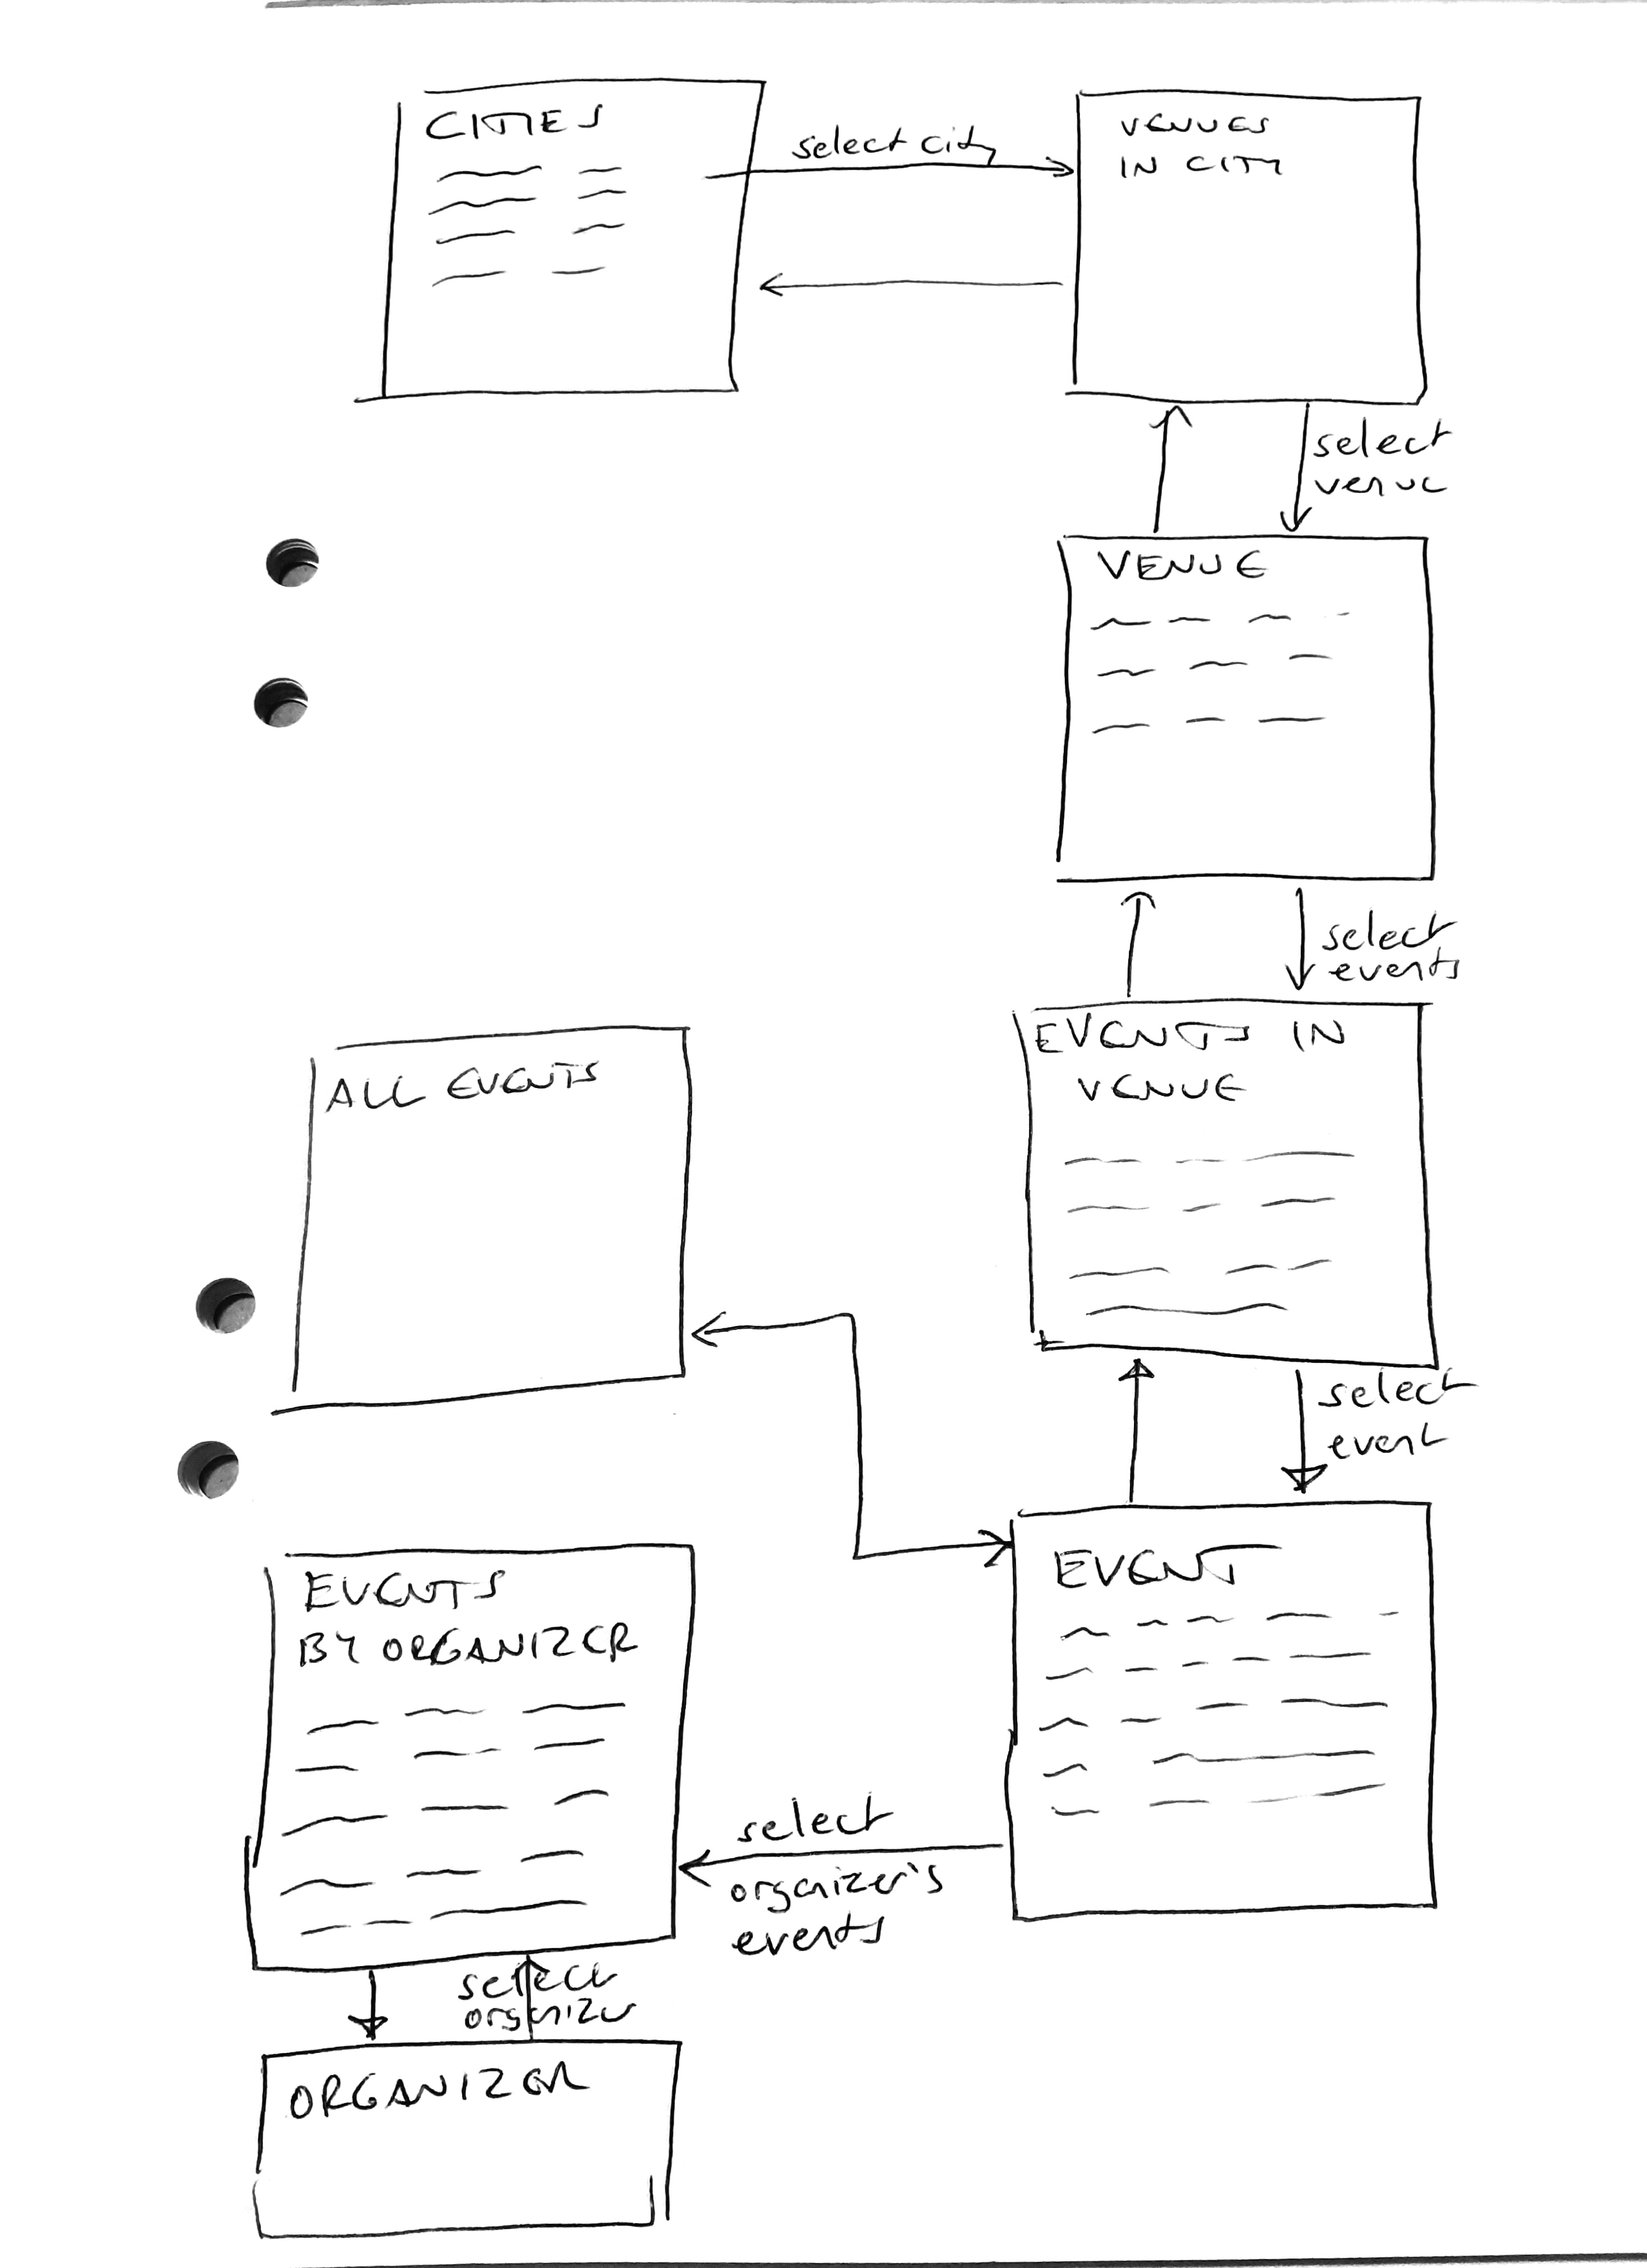 CITIES
select city
VENUES
IN CITY
select
venue
VENUE
select
events
EVENTS IN
VENUE
ALL EVENTS
select
event
EVENT
EVENTS
BY ORGANIZER
select
organizer's
events
select
organizer
ORGANIZER